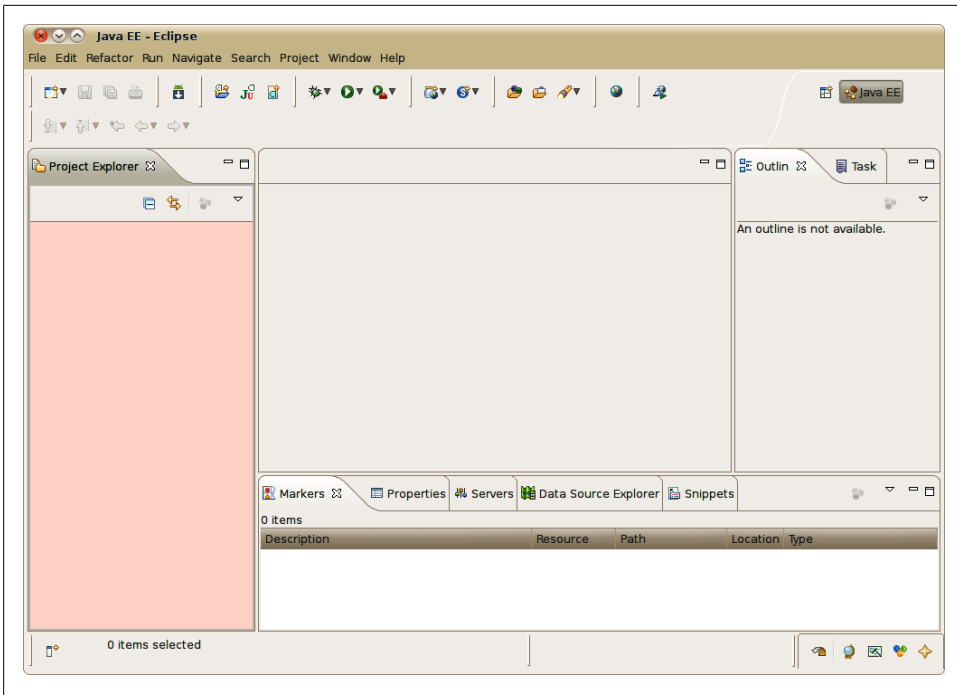 Java EE - Eclipse
File Edit Refactor Run Navigate Search Project Window Help
Java EE
Project Explorer
Outlin
Task
An outline is not available.
Markers
Properties
Servers
Data Source Explorer
Snippets
0 items
Description Resource Path Location Type
0 items selected